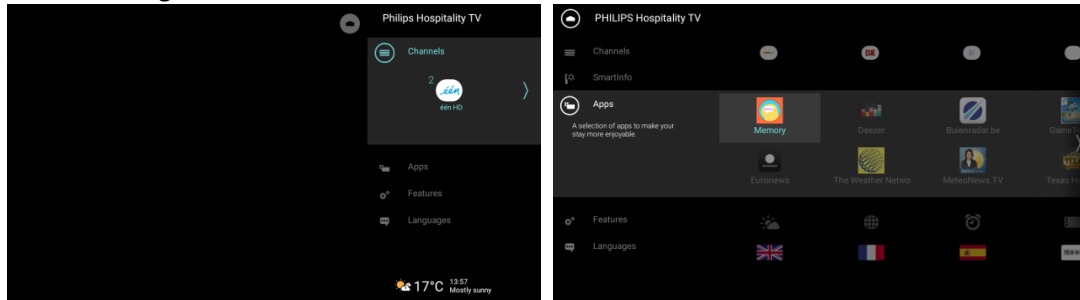 Philips Hospitality TV
Channels
2
één
één HD
Apps
Features
Languages
17°C
13:57
Mostly sunny
PHILIPS Hospitality TV
Channels
SmartInfo
Apps
A selection of apps to make your
stay more enjoyable.
Memory
Deezer
Buienradar.be
GameT
Euronews
The Weather Netwo
MeteoNews.TV
Texas H
Features
Languages